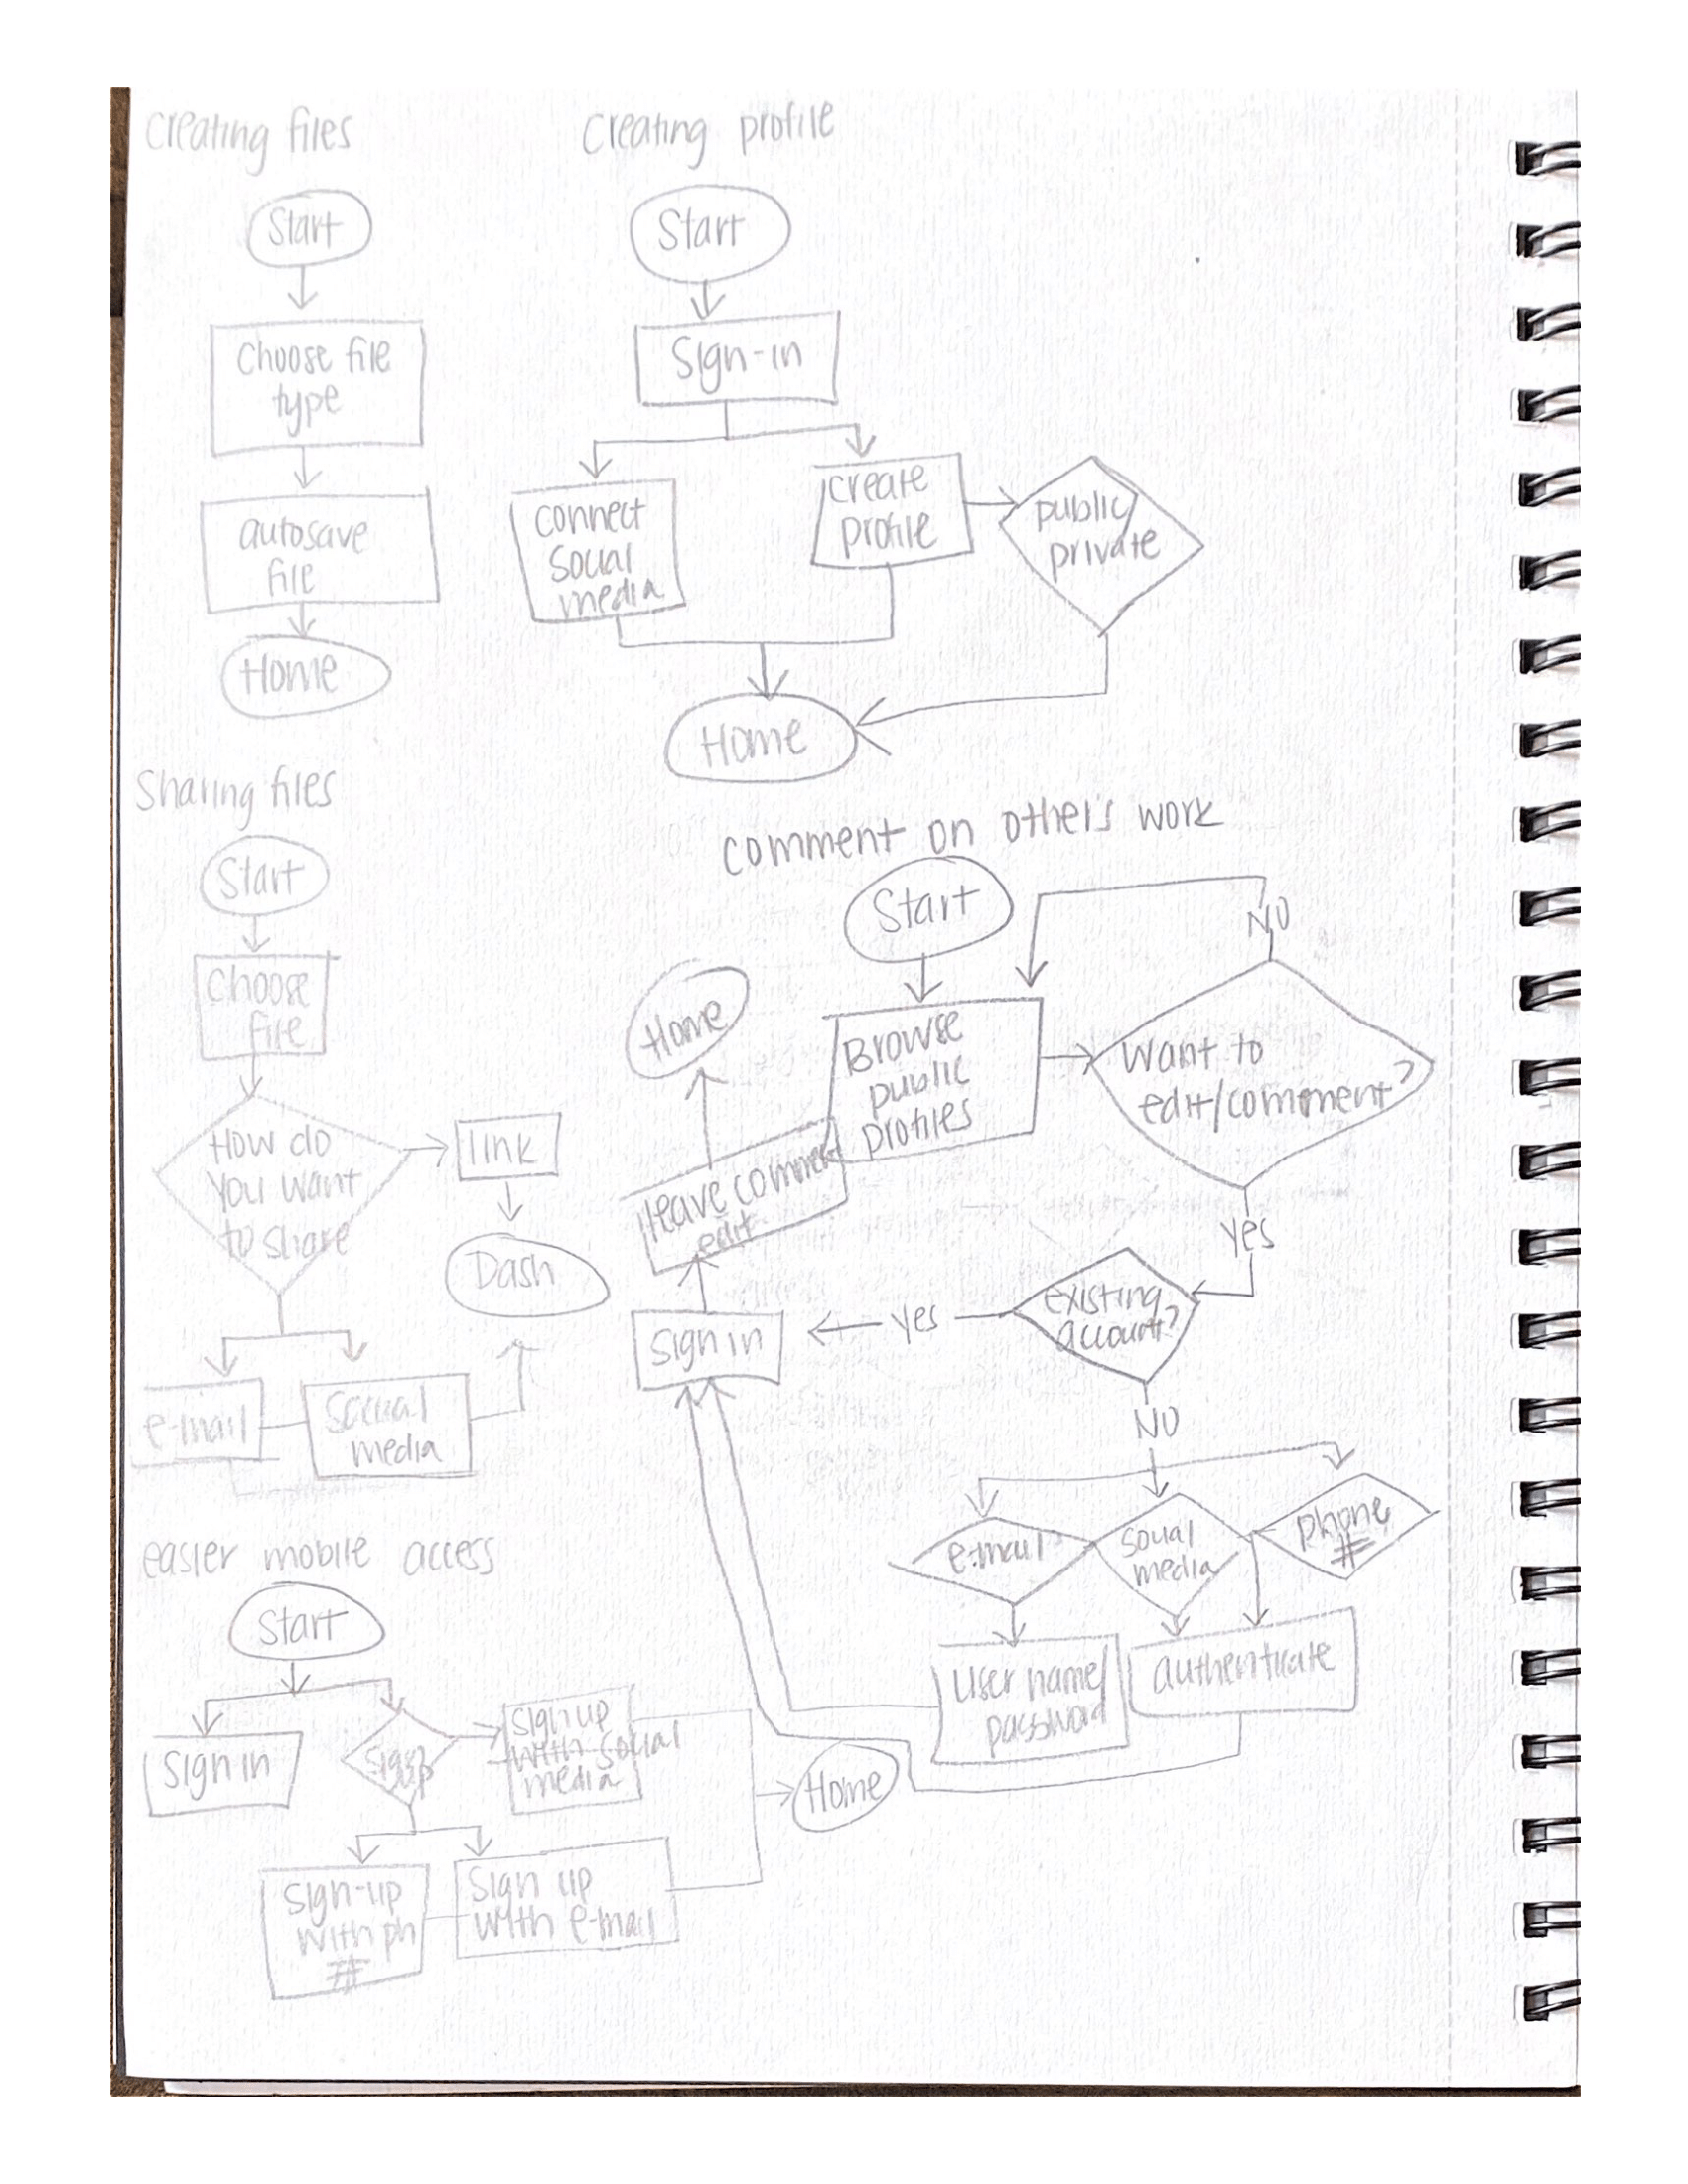 Creating files
Start
Choose file
type
autosave
file
Home
Creating profile
Start
Sign-in
connect
social
media
create
profile
public/
private
Home
Sharing files
Start
Choose
file
How do
you want
to share
link
Dash
e-mail
social
media
comment on other's work
Start
Browse
public
profiles
Want to
edit/comment?
NO
yes
existing
account?
yes
sign in
leave comment
edit
Home
NO
e-mail
social
media
phone
#
user name/
password
authenticate
easier mobile access
Start
sign in
sign up
with social
media
sign-up
with ph
#
sign up
with e-mail
Home